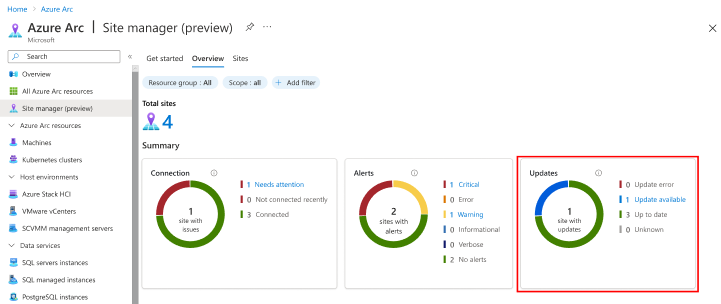 Home > Azure Arc >
Azure Arc | Site manager (preview) ...
Microsoft
Search
«
Overview
All Azure Arc resources
Site manager (preview)
Azure Arc resources
Machines
Kubernetes clusters
Host environments
Azure Stack HCI
VMware vCenters
SCVMM management servers
Data services
SQL servers instances
SQL managed instances
PostgreSQL instances
Get started Overview Sites
Resource group : All Scope : all + Add filter
Total sites
4
Summary
Connection
1
site with
issues
1 Needs attention
0 Not connected recently
3 Connected
Alerts
2
sites with
alerts
1 Critical
0 Error
1 Warning
0 Informational
0 Verbose
2 No alerts
Updates
1
site with
updates
0 Update error
1 Update available
3 Up to date
0 Unknown